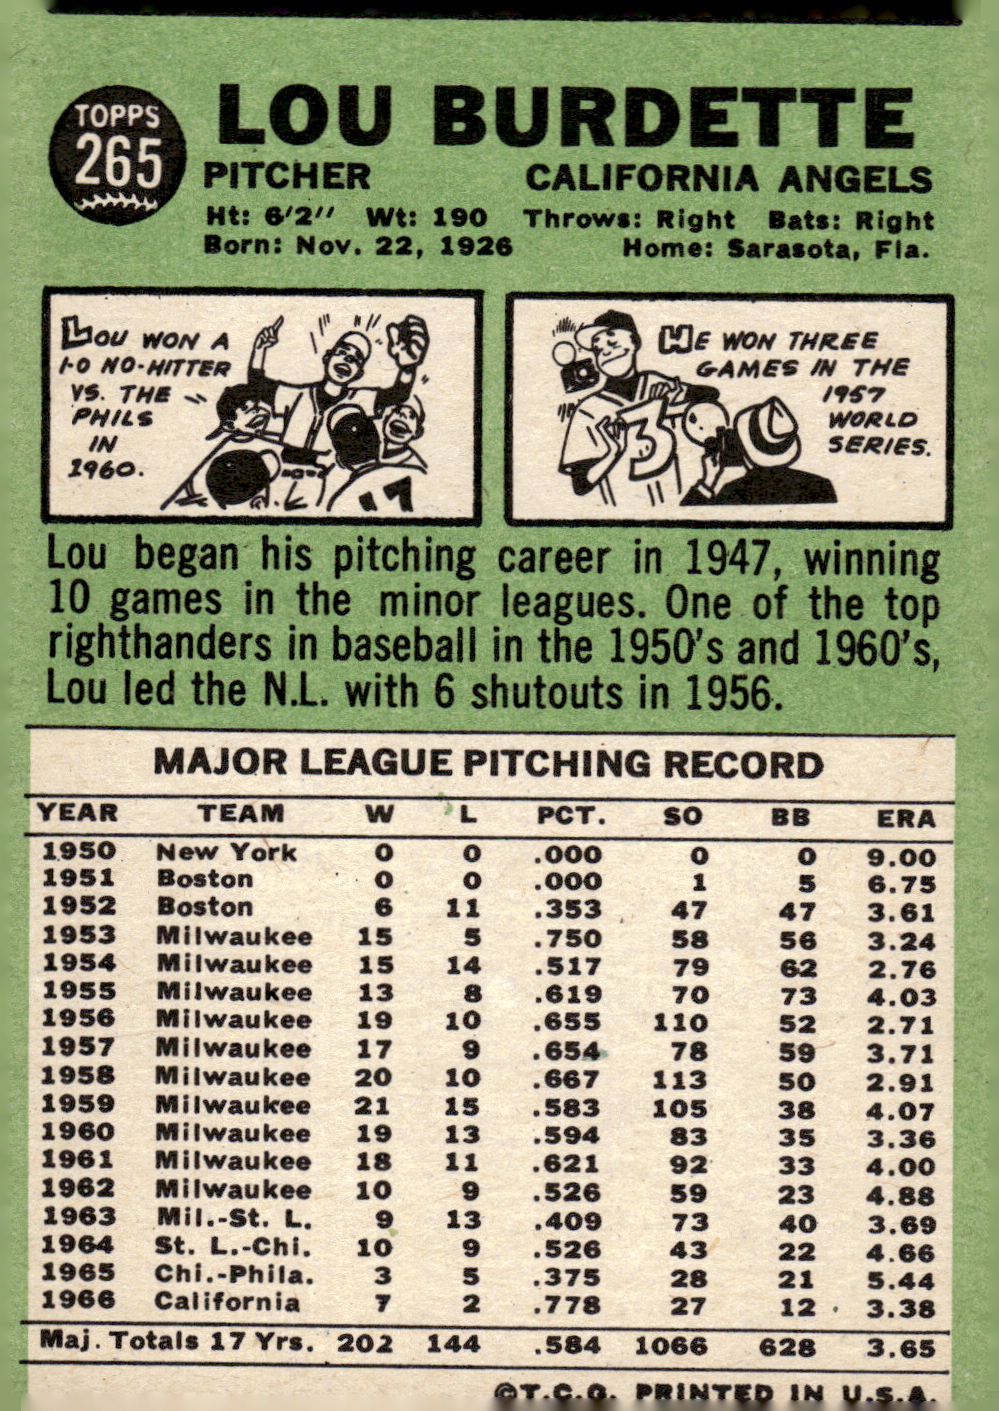 TOPPS
265
LOU BURDETTE
PITCHER CALIFORNIA ANGELS
Ht: 6'2" Wt: 190 Throws: Right Bats: Right
Born: Nov. 22, 1926 Home: Sarasota, Fla.
LOU WON A
1-0 NO-HITTER
VS. THE
PHILS
IN
1960.
17
HE WON THREE
GAMES IN THE
1957
WORLD
SERIES.
3
Lou began his pitching career in 1947, winning
10 games in the minor leagues. One of the top
righthanders in baseball in the 1950's and 1960's,
Lou led the N.L. with 6 shutouts in 1956.
MAJOR LEAGUE PITCHING RECORD
YEAR TEAM W L PCT. SO BB ERA
1950 New York 0 0 .000 0 0 9.00
1951 Boston 0 0 .000 1 5 6.75
1952 Boston 6 11 .353 47 47 3.61
1953 Milwaukee 15 5 .750 58 56 3.24
1954 Milwaukee 15 14 .517 79 62 2.76
1955 Milwaukee 13 8 .619 70 73 4.03
1956 Milwaukee 19 10 .655 110 52 2.71
1957 Milwaukee 17 9 .654 78 59 3.71
1958 Milwaukee 20 10 .667 113 50 2.91
1959 Milwaukee 21 15 .583 105 38 4.07
1960 Milwaukee 19 13 .594 83 35 3.36
1961 Milwaukee 18 11 .621 92 33 4.00
1962 Milwaukee 10 9 .526 59 23 4.88
1963 Mil.-St. L. 9 13 .409 73 40 3.69
1964 St. L.-Chi. 10 9 .526 43 22 4.66
1965 Chi.-Phila. 3 5 .375 28 21 5.44
1966 California 7 2 .778 27 12 3.38
Maj. Totals 17 Yrs. 202 144 .584 1066 628 3.65
©T.C.G. PRINTED IN U.S.A.